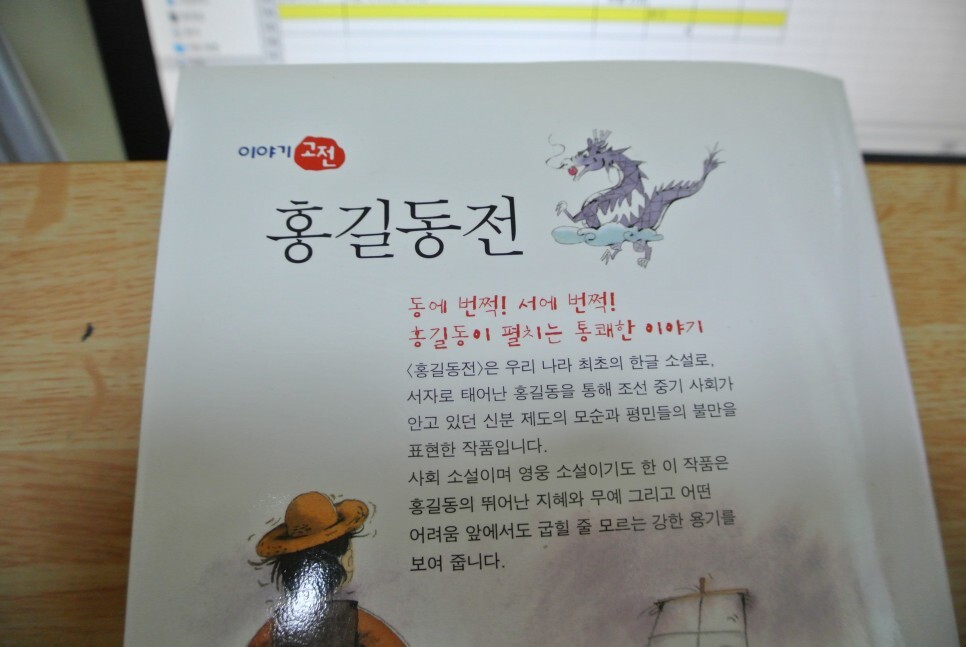 이야기 고전
홍길동전
동에 번쩍! 서에 번쩍!
홍길동이 펼치는 통쾌한 이야기
〈홍길동전〉은 우리 나라 최초의 한글 소설로,
서자로 태어난 홍길동을 통해 조선 중기 사회가
안고 있던 신분 제도의 모순과 평민들의 불만을
표현한 작품입니다.
사회 소설이며 영웅 소설이기도 한 이 작품은
홍길동의 뛰어난 지혜와 무예 그리고 어떤
어려움 앞에서도 굽힐 줄 모르는 강한 용기를
보여 줍니다.